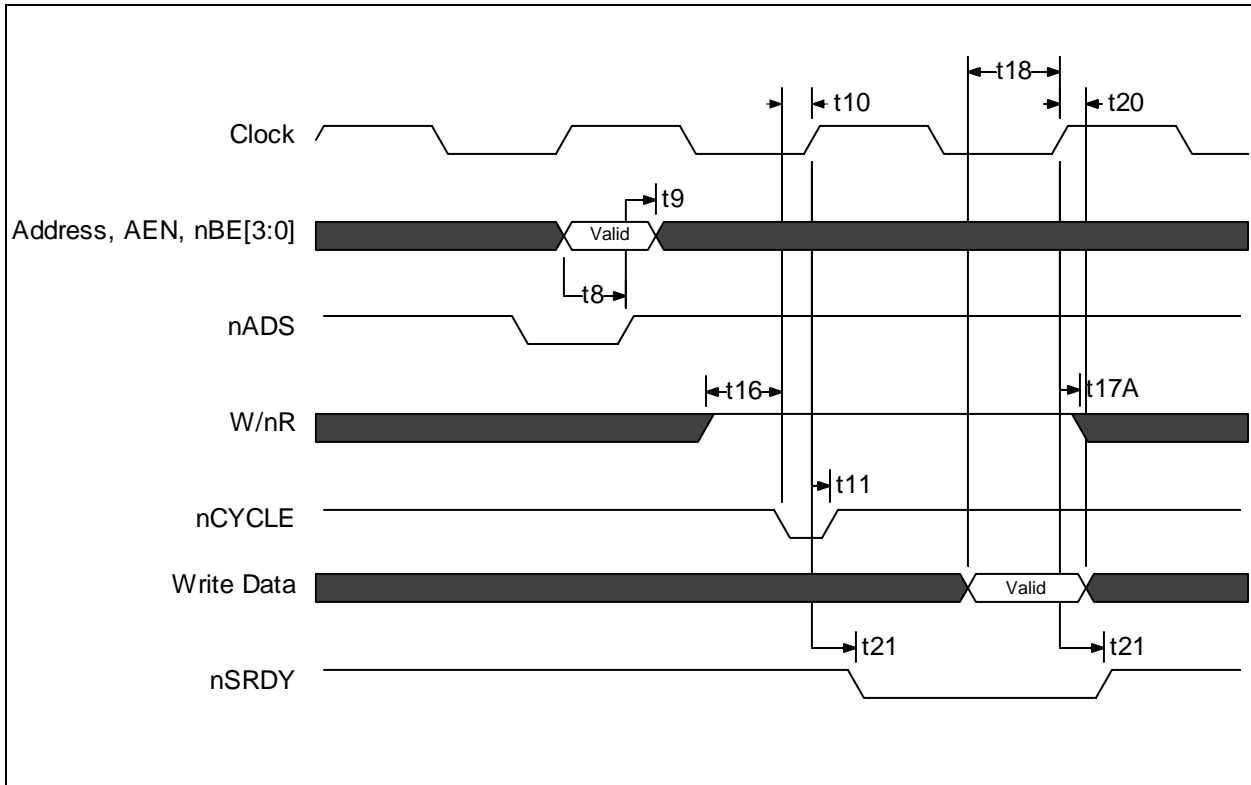 t18
t10
t20
Clock
t9
Address, AEN, nBE[3:0]
Valid
t8
nADS
t16
t17A
W/nR
t11
nCYCLE
Write Data
Valid
t21
t21
nSRDY